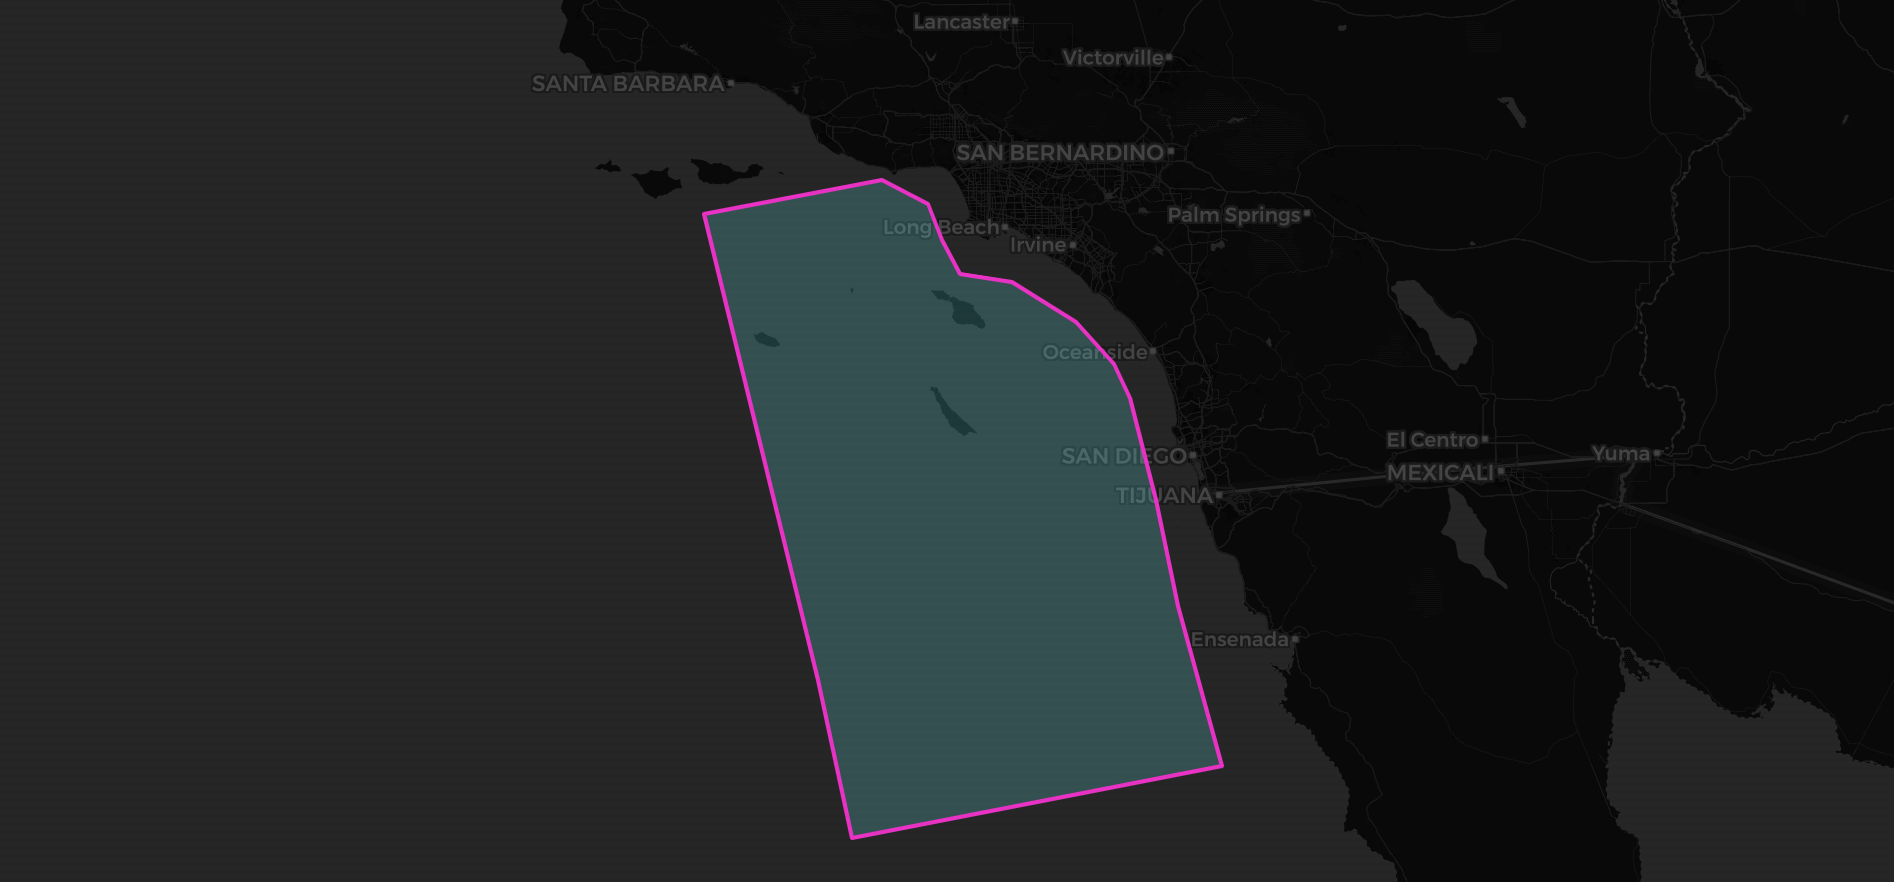 Lancaster
Victorville
SANTA BARBARA
SAN BERNARDINO
Palm Springs
Long Beach
Irvine
Oceanside
El Centro
SAN DIEGO
Yuma
MEXICALI
TIJUANA
Ensenada